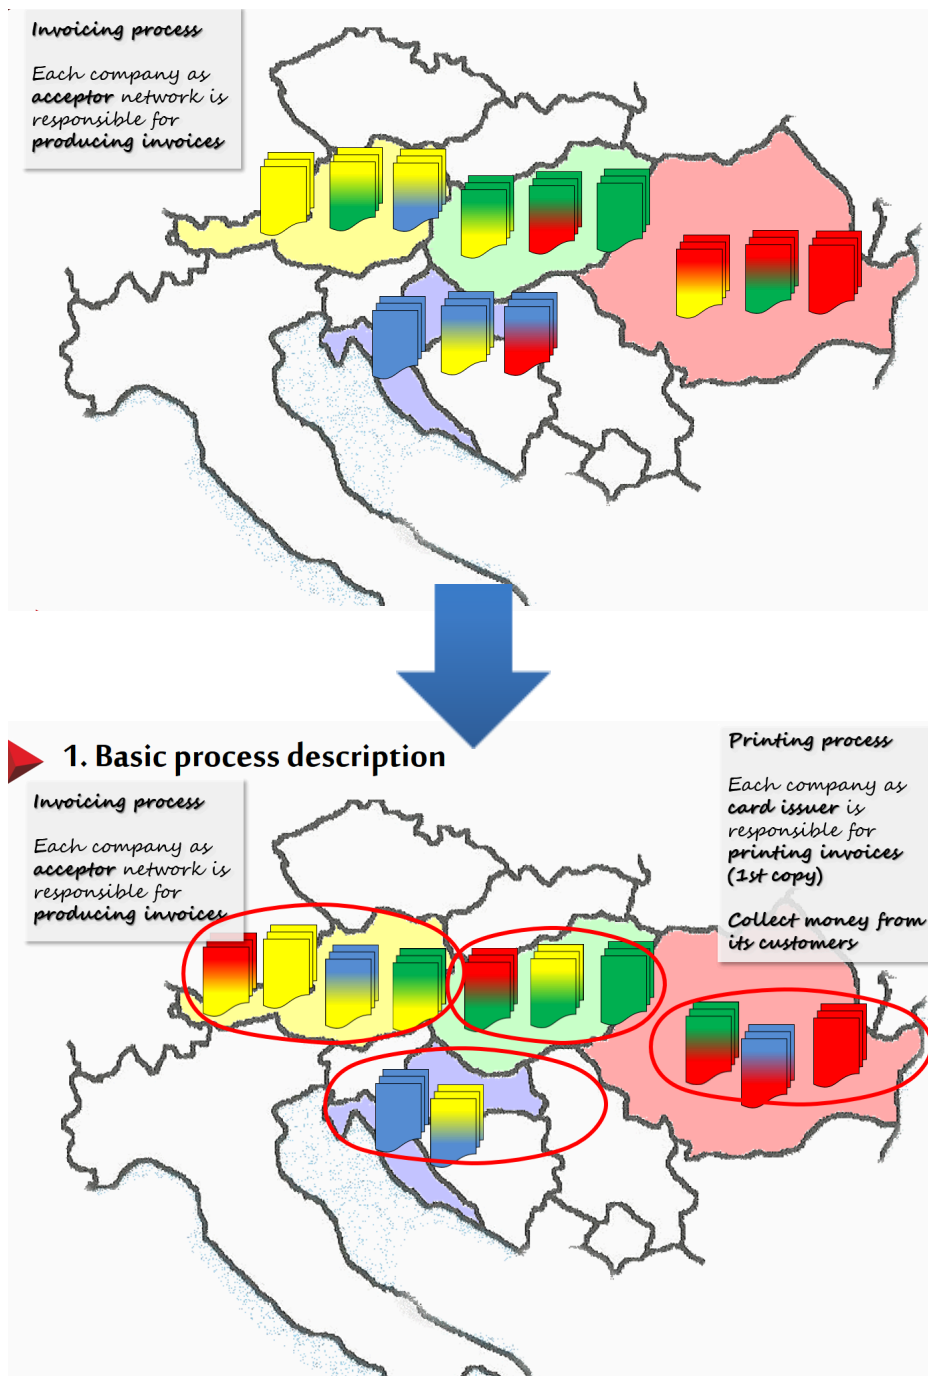 Invoicing process
Each company as
acceptor network is
responsible for
producing invoices
1. Basic process description
Invoicing process
Each company as
acceptor network is
responsible for
producing invoices
Printing process
Each company as
card issuer is
responsible for
printing invoices
(1st copy)
Collect money from
its customers